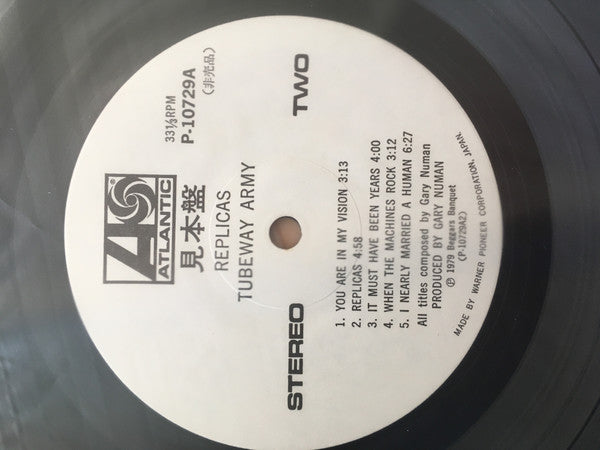 ATLANTIC
33⅓RPM
P-10729A
(非売品)
見本盤
REPLICAS
TUBEWAY ARMY
STEREO
TWO
1. YOU ARE IN MY VISION 3:13
2. REPLICAS 4:58
3. IT MUST HAVE BEEN YEARS 4:00
4. WHEN THE MACHINES ROCK 3:12
5. I NEARLY MARRIED A HUMAN 6:27
All titles composed by Gary Numan
PRODUCED BY GARY NUMAN
Ⓟ 1979 Beggars Banquet
(P-10729A2)
MADE BY WARNER PIONEER CORPORATION, JAPAN.